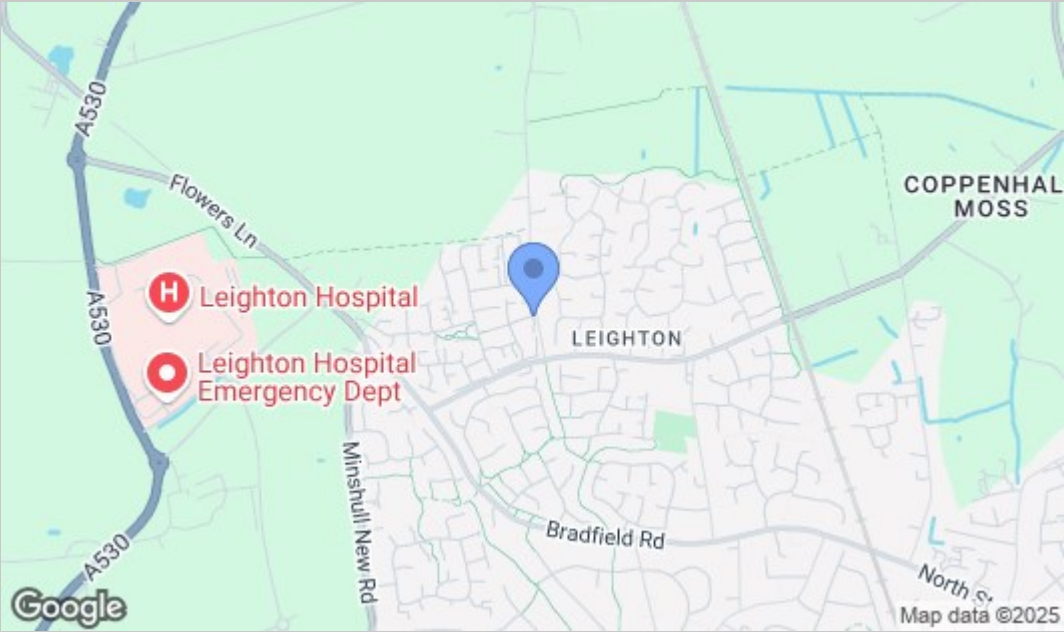 A530
Flowers Ln
COPPENHAL
MOSS
Leighton Hospital
A530
LEIGHTON
Leighton Hospital
Emergency Dept
Minshull New Rd
Bradfield Rd
A530
North St
Google
Map data ©2025
H